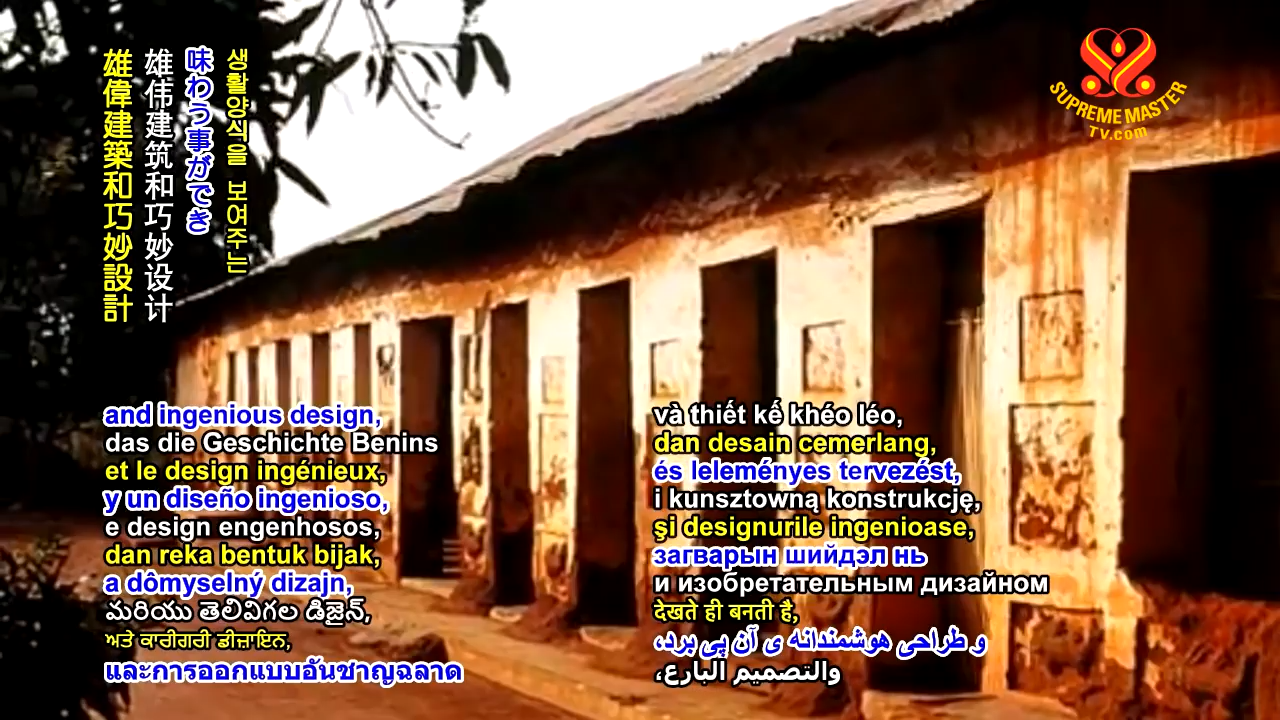 생활양식을 보여주는
味わう事ができ
雄伟建筑和巧妙设计
雄偉建築和巧妙設計
SUPREME MASTER
TV.com
and ingenious design,
das die Geschichte Benins
et le design ingénieux,
y un diseño ingenioso,
e design engenhosos,
dan reka bentuk bijak,
a dômyselný dizajn,
మరియు తెలివిగల డిజైన్,
ਅਤੇ ਕਾਰੀਗਰੀ ਡੀਜ਼ਾਇਨ,
และการออกแบบอันชาญฉลาด
và thiết kế khéo léo,
dan desain cemerlang,
és leleményes tervezést,
i kunsztowną konstrukcję,
şi designurile ingenioase,
загварын шийдэл нь
и изобретательным дизайном
देखते ही बनती है,
و طراحی هوشمندانه ی آن پی برد،
والتصميم البارع،